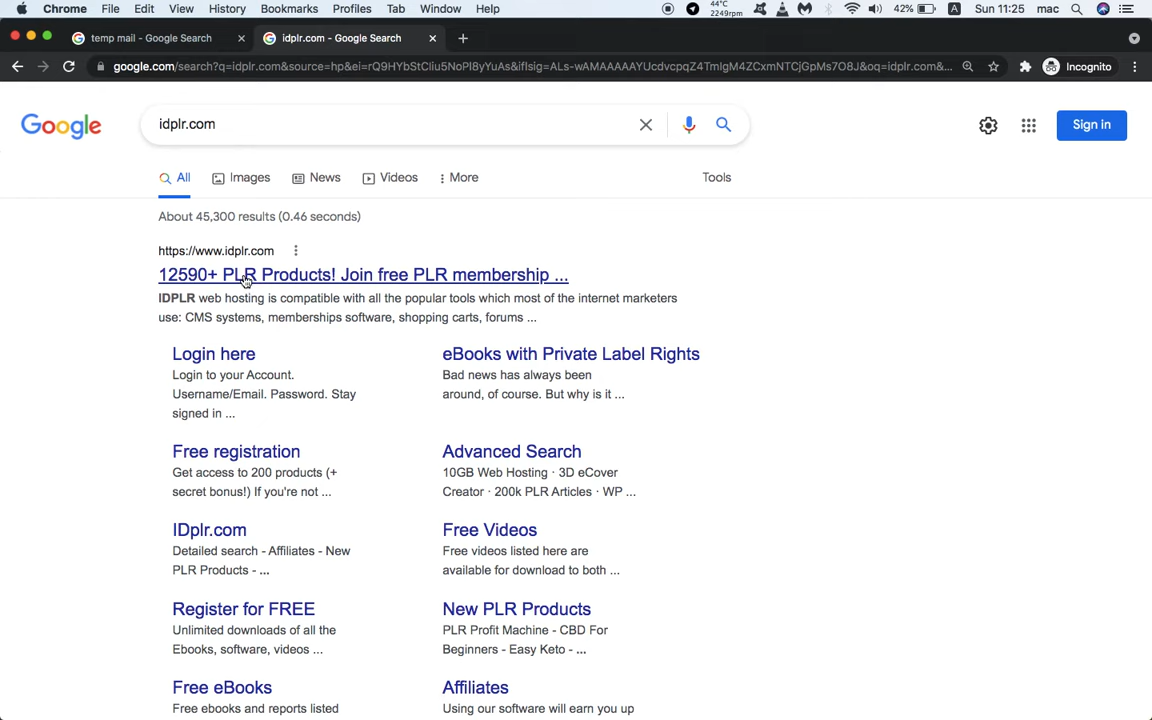 Chrome File Edit View History Bookmarks Profiles Tab Window Help 44°C 2249rpm 42% A Sun 11:25 mac
temp mail - Google Search idplr.com - Google Search
google.com/search?q=idplr.com&source=hp&ei=rQ9HYbStCliu5NoPl8yYuAs&iflsig=ALs-wAMAAAAAYUcdvcpqZ4TmlgM4ZCxmNTCjGpMs7O8J&oq=idplr.com&... Incognito
Google idplr.com Sign in
All Images News Videos More Tools
About 45,300 results (0.46 seconds)
https://www.idplr.com
12590+ PLR Products! Join free PLR membership ...
IDPLR web hosting is compatible with all the popular tools which most of the internet marketers
use: CMS systems, memberships software, shopping carts, forums ...
Login here
Login to your Account.
Username/Email. Password. Stay
signed in ...
eBooks with Private Label Rights
Bad news has always been
around, of course. But why is it ...
Free registration
Get access to 200 products (+
secret bonus!) If you're not ...
Advanced Search
10GB Web Hosting · 3D eCover
Creator · 200k PLR Articles · WP ...
IDplr.com
Detailed search - Affiliates - New
PLR Products - ...
Free Videos
Free videos listed here are
available for download to both ...
Register for FREE
Unlimited downloads of all the
Ebooks, software, videos ...
New PLR Products
PLR Profit Machine - CBD For
Beginners - Easy Keto - ...
Free eBooks
Free ebooks and reports listed
Affiliates
Using our software will earn you up